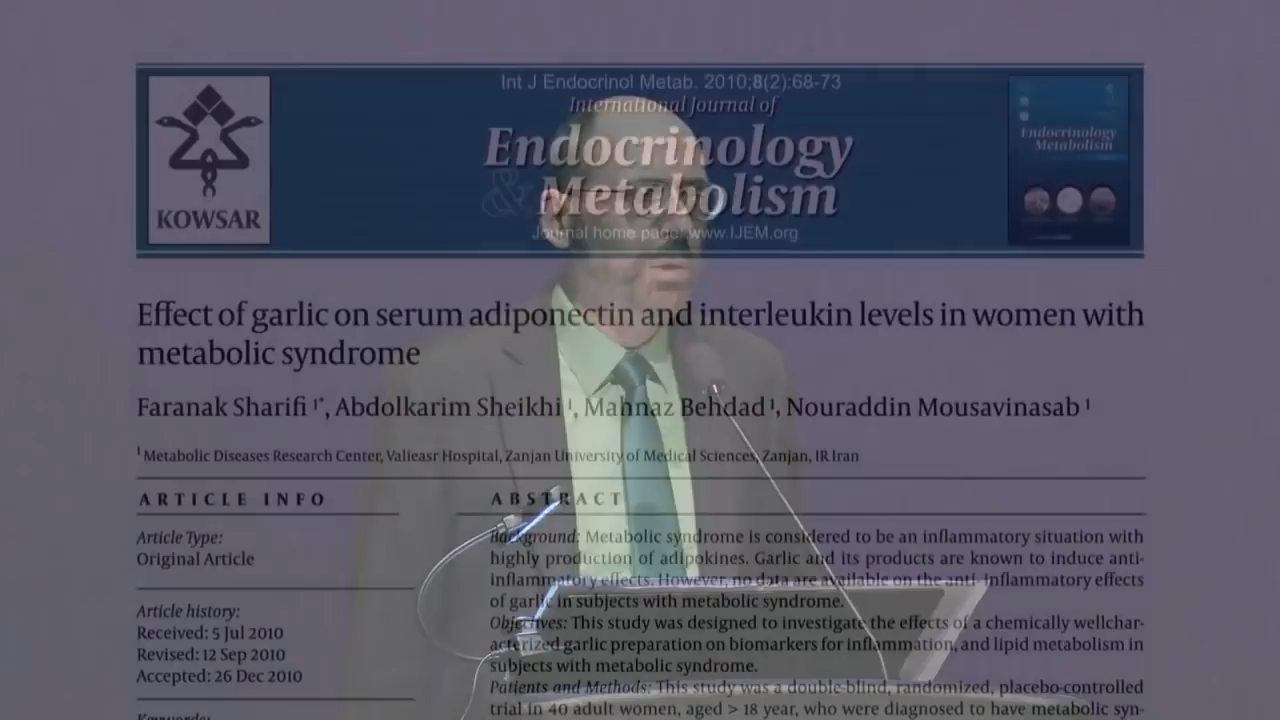 Int J Endocrinol Metab. 2010;8(2):68-73
International Journal of
Endocrinology
& Metabolism
Journal home page: www.IJEM.org
KOWSAR
Endocrinology
Metabolism
Effect of garlic on serum adiponectin and interleukin levels in women with
metabolic syndrome
Faranak Sharifi 1*, Abdolkarim Sheikhi 1, Mahnaz Behdad 1, Nouraddin Mousavinasab 1
1 Metabolic Diseases Research Center, Valieasr Hospital, Zanjan University of Medical Sciences, Zanjan, IR Iran
ARTICLE INFO
Article Type:
Original Article
Article history:
Received: 5 Jul 2010
Revised: 12 Sep 2010
Accepted: 26 Dec 2010
Keywords:
ABSTRACT
Background: Metabolic syndrome is considered to be an inflammatory situation with
highly production of adipokines. Garlic and its products are known to induce anti-
inflammatory effects. However, no data are available on the anti- Inflammatory effects
of garlic in subjects with metabolic syndrome.
Objectives: This study was designed to investigate the effects of a chemically wellchar-
acterized garlic preparation on biomarkers for inflammation, and lipid metabolism in
subjects with metabolic syndrome.
Patients and Methods: This study was a double-blind, randomized, placebo-controlled
trial in 40 adult women, aged > 18 year, who were diagnosed to have metabolic syn-